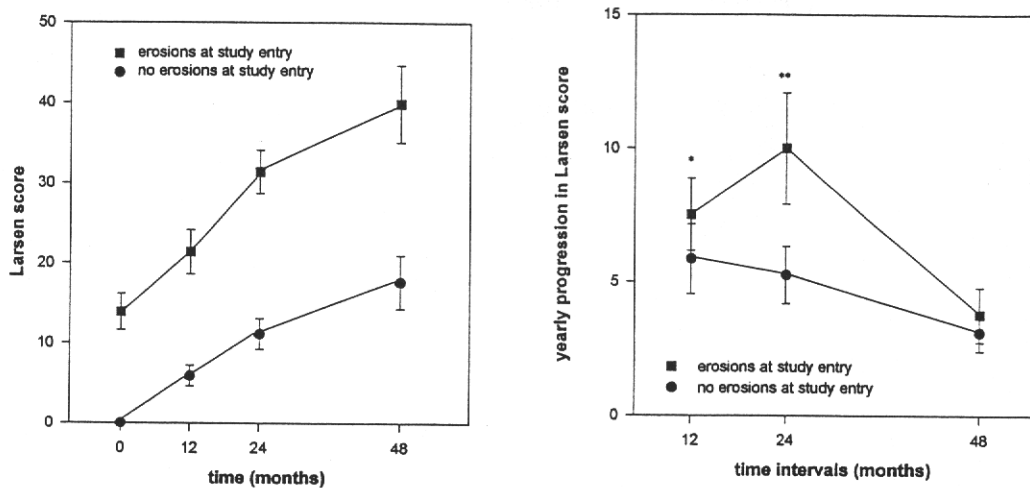 50
40
30
20
10
0
Larsen score
erosions at study entry
no erosions at study entry
0 12 24 48
time (months)
15
10
5
0
yearly progression in Larsen score
*
**
erosions at study entry
no erosions at study entry
12 24 48
time intervals (months)